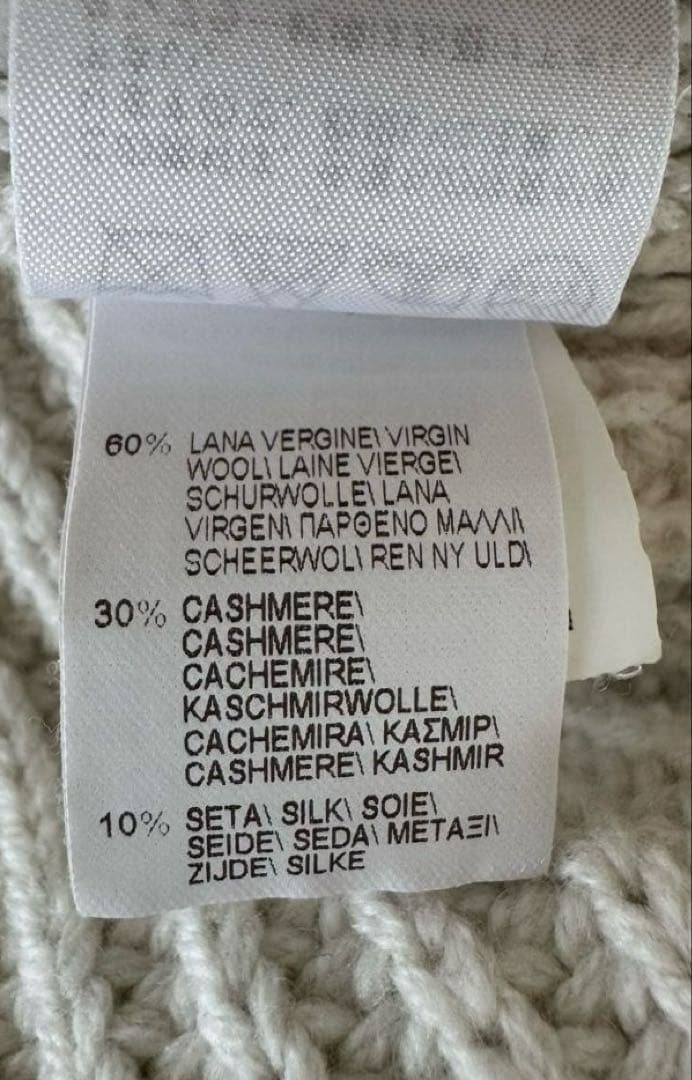 60% LANA VERGINE\ VIRGIN
WOOL\ LAINE VIERGE\
SCHURWOLLE\ LANA
VIRGEN\ ΠΑΡΘΕΝΟ ΜΑΛΛΙ\
SCHEERWOL\ REN NY ULD\
30% CASHMERE\
CASHMERE\
CACHEMIRE\
KASCHMIRWOLLE\
CACHEMIRA\ ΚΑΣΜΙΡ\
CASHMERE\ KASHMIR
10% SETA\ SILK\ SOIE\
SEIDE\ SEDA\ ΜΕΤΑΞΙ\
ZIJDE\ SILKE